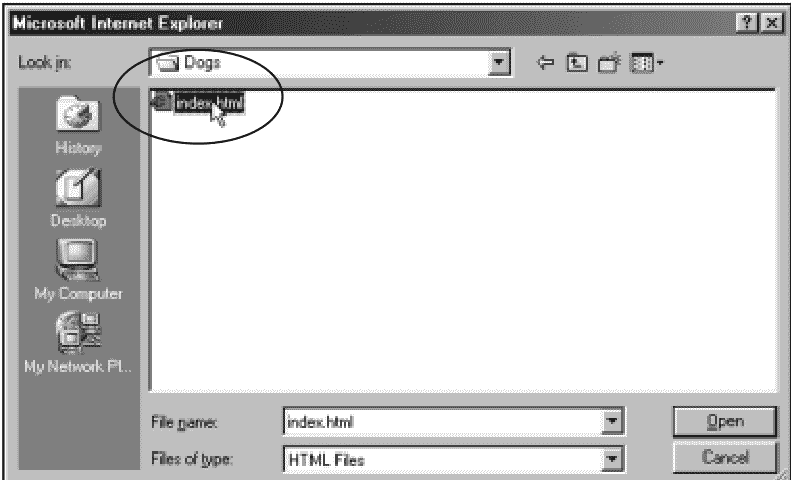 Microsoft Internet Explorer
Look in:
Dogs
index.html
History
Desktop
My Computer
My Network Pl...
File name:
index.html
Open
Files of type:
HTML Files
Cancel